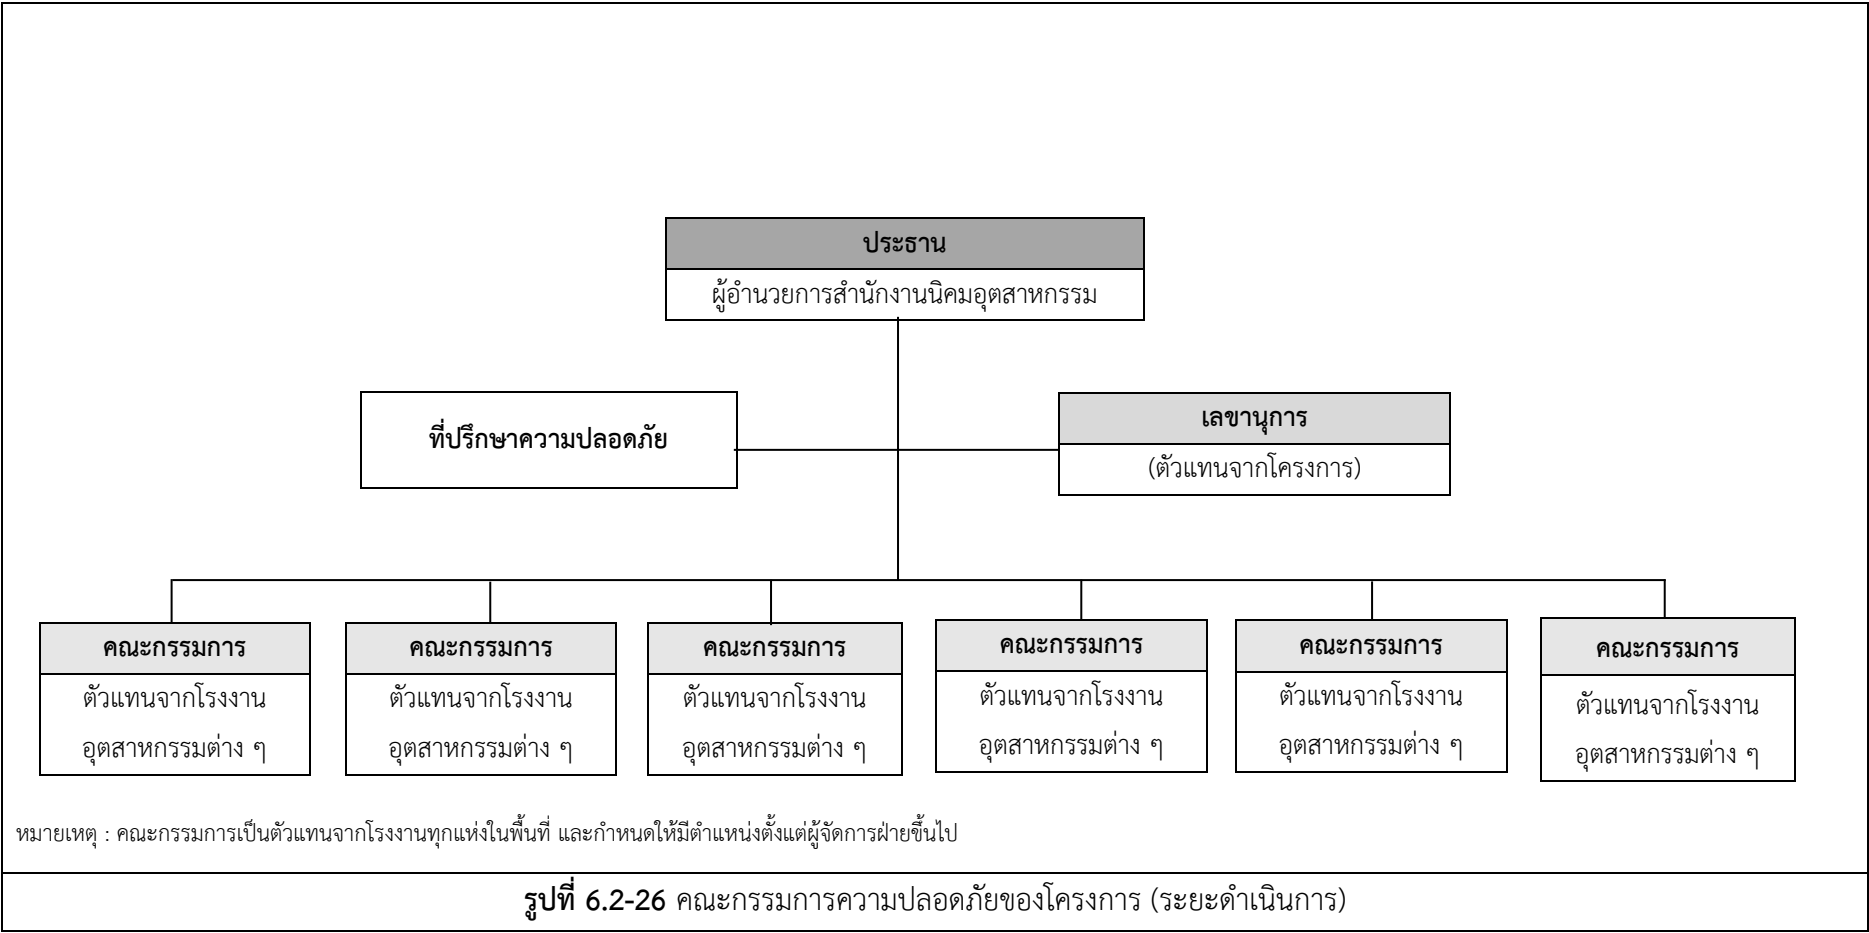 ประธาน
ผู้อำนวยการสำนักงานนิคมอุตสาหกรรม
ที่ปรึกษาความปลอดภัย
เลขานุการ
(ตัวแทนจากโครงการ)
คณะกรรมการ
ตัวแทนจากโรงงาน
อุตสาหกรรมต่าง ๆ
คณะกรรมการ
ตัวแทนจากโรงงาน
อุตสาหกรรมต่าง ๆ
คณะกรรมการ
ตัวแทนจากโรงงาน
อุตสาหกรรมต่าง ๆ
คณะกรรมการ
ตัวแทนจากโรงงาน
อุตสาหกรรมต่าง ๆ
คณะกรรมการ
ตัวแทนจากโรงงาน
อุตสาหกรรมต่าง ๆ
คณะกรรมการ
ตัวแทนจากโรงงาน
อุตสาหกรรมต่าง ๆ
หมายเหตุ : คณะกรรมการเป็นตัวแทนจากโรงงานทุกแห่งในพื้นที่ และกำหนดให้มีตำแหน่งตั้งแต่ผู้จัดการฝ่ายขึ้นไป
รูปที่ 6.2-26 คณะกรรมการความปลอดภัยของโครงการ (ระยะดำเนินการ)